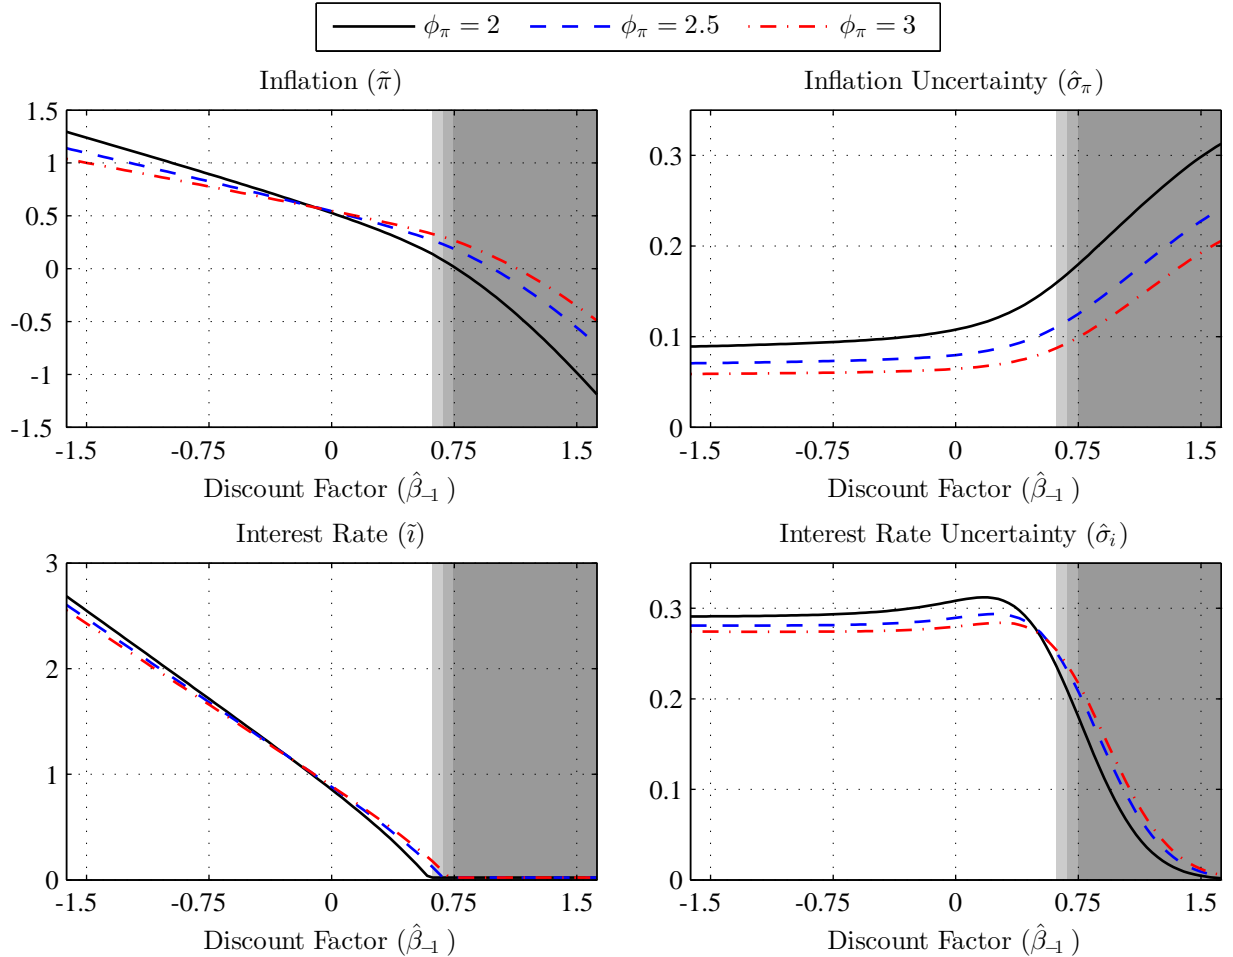 ϕπ = 2 ϕπ = 2.5 ϕπ = 3
Inflation (π̃)
1.5
1
0.5
0
-0.5
-1
-1.5
-1.5 -0.75 0 0.75 1.5
Discount Factor (β̂−1)
Inflation Uncertainty (σ̂π)
0.3
0.2
0.1
0
-1.5 -0.75 0 0.75 1.5
Discount Factor (β̂−1)
Interest Rate (ĩ)
3
2
1
0
-1.5 -0.75 0 0.75 1.5
Discount Factor (β̂−1)
Interest Rate Uncertainty (σ̂i)
0.3
0.2
0.1
0
-1.5 -0.75 0 0.75 1.5
Discount Factor (β̂−1)